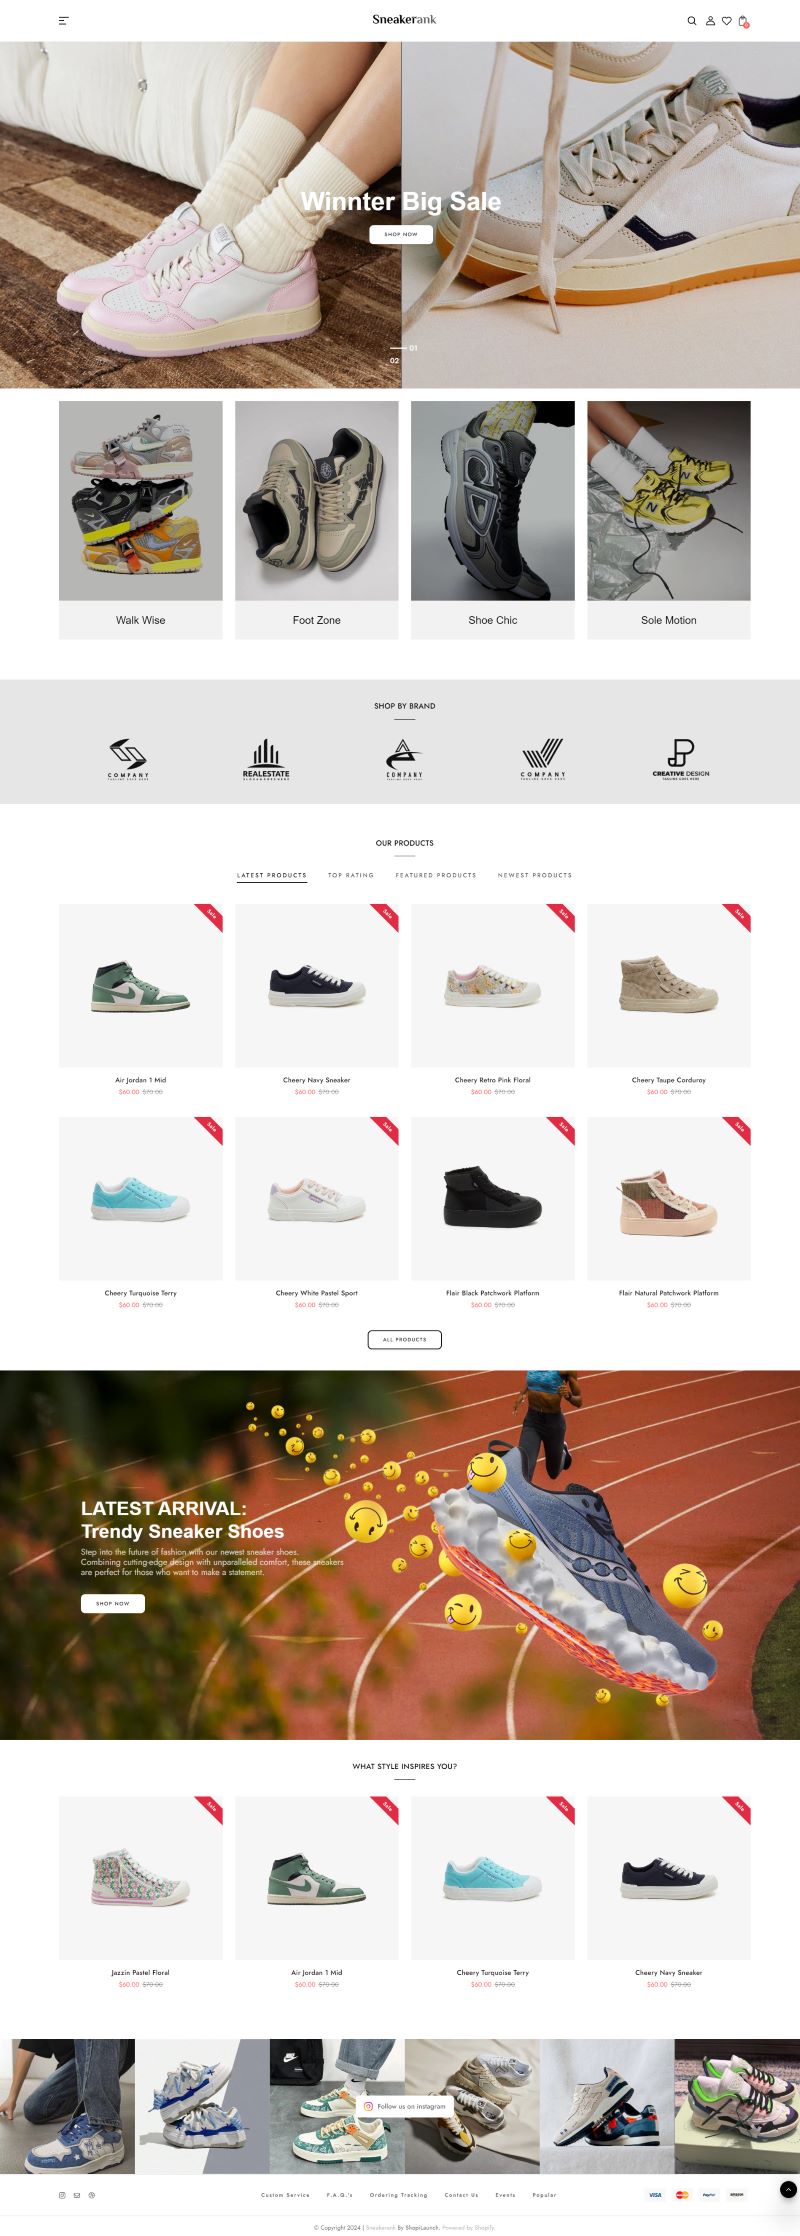 Sneakerank
0
Winnter Big Sale
SHOP NOW
01
02
Walk Wise
Foot Zone
Shoe Chic
Sole Motion
SHOP BY BRAND
COMPANY
REALESTATE
COMPANY
COMPANY
CREATIVE DESIGN
OUR PRODUCTS
LATEST PRODUCTS
TOP RATING
FEATURED PRODUCTS
NEWEST PRODUCTS
Sale
Sale
Sale
Sale
Air Jordan 1 Mid
$60.00 $70.00
Cheery Navy Sneaker
$60.00 $70.00
Cheery Retro Pink Floral
$60.00 $70.00
Cheery Taupe Corduroy
$60.00 $70.00
Sale
Sale
Sale
Sale
Cheery Turquoise Terry
$60.00 $70.00
Cheery White Pastel Sport
$60.00 $70.00
Flair Black Patchwork Platform
$60.00 $70.00
Flair Natural Patchwork Platform
$60.00 $70.00
ALL PRODUCTS
LATEST ARRIVAL:
Trendy Sneaker Shoes
Step into the future of fashion with our newest sneaker shoes.
Combining cutting-edge design with unparalleled comfort, these sneakers
are perfect for those who want to make a statement.
SHOP NOW
WHAT STYLE INSPIRES YOU?
Sale
Sale
Sale
Sale
Jazzin Pastel Floral
$60.00 $70.00
Air Jordan 1 Mid
$60.00 $70.00
Cheery Turquoise Terry
$60.00 $70.00
Cheery Navy Sneaker
$60.00 $70.00
Follow us on instagram
Custom Service
F.A.Q.'s
Ordering Tracking
Contact Us
Events
Popular
VISA
PayPal
© Copyright 2024 | Sneakerank By ShopiLaunch. Powered by Shopify